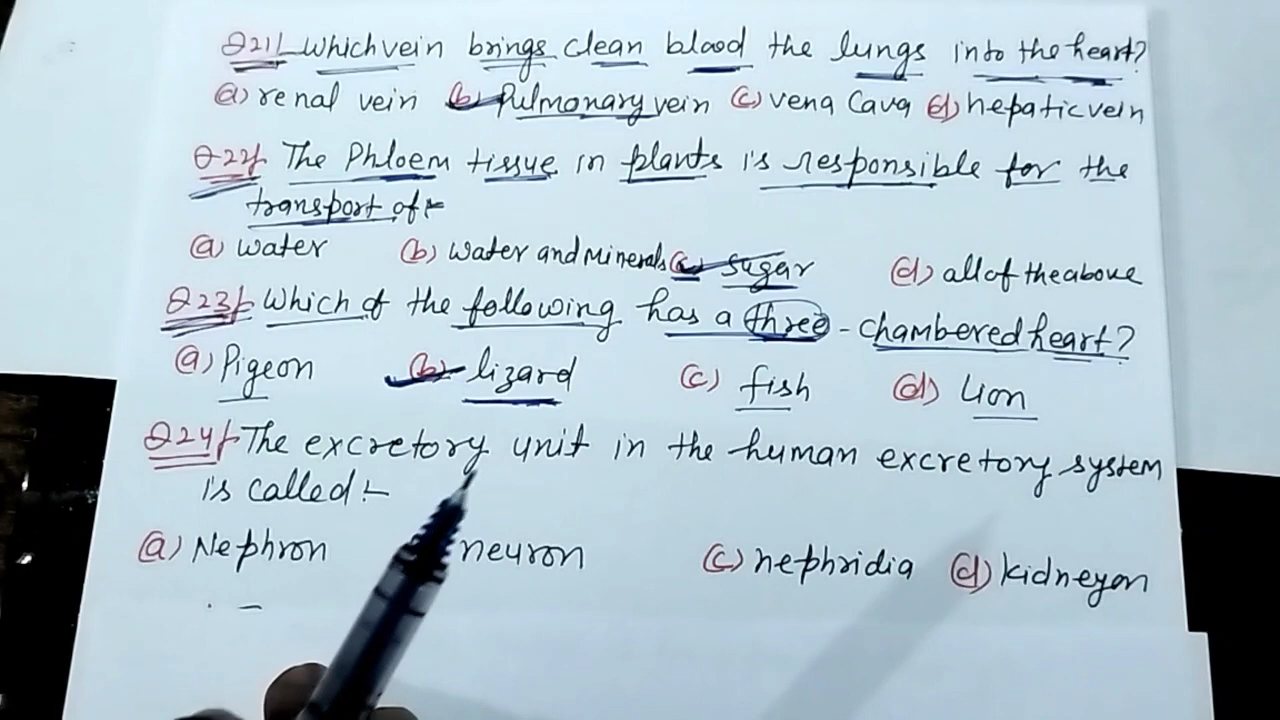 Q21 Which vein brings clean blood the lungs into the heart?
(a) renal vein (b) Pulmonary vein (c) vena Cava (d) hepatic vein
Q22 The Phloem tissue in plants is responsible for the
transport of:-
(a) water (b) water and Minerals (c) sugar (d) all of the above
Q23 Which of the following has a three-chambered heart?
(a) Pigeon (b) lizard (c) fish (d) Lion
Q24 The excretory unit in the human excretory system
is called:-
(a) Nephron neuron (c) nephridia (d) kidneyon